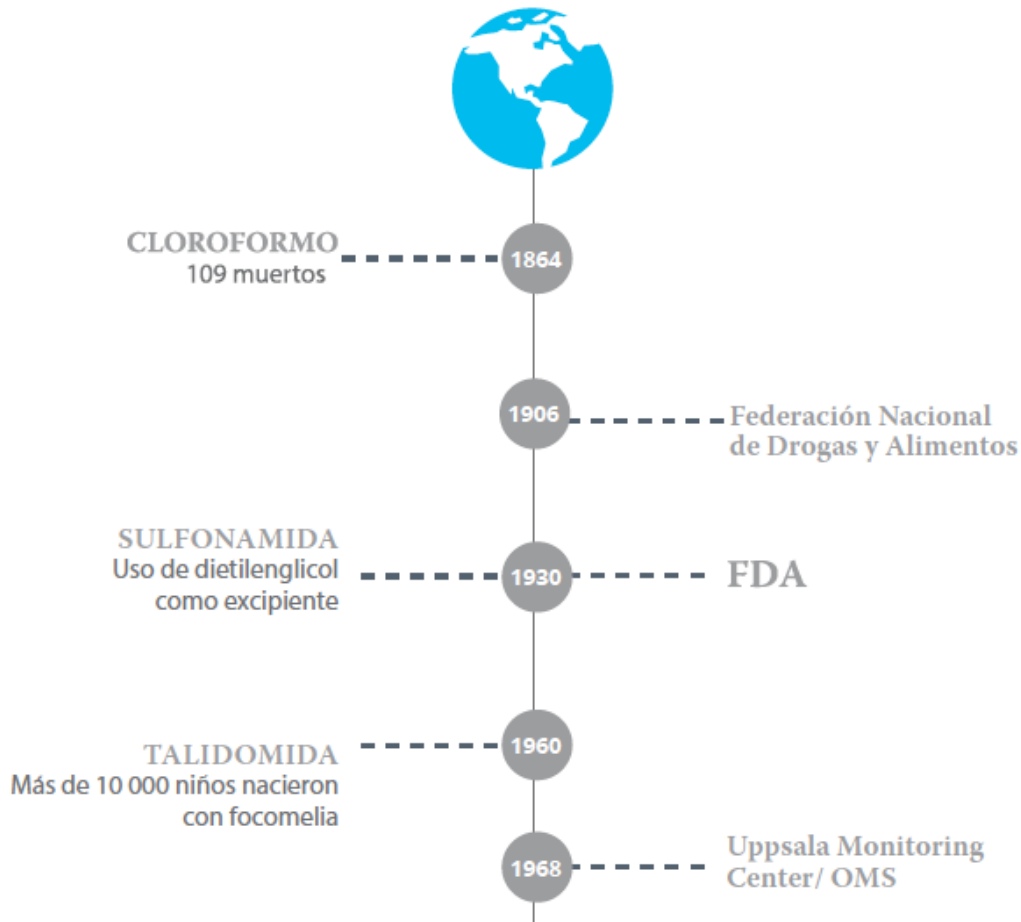 CLOROFORMO
109 muertos
1864
1906
Federación Nacional
de Drogas y Alimentos
SULFONAMIDA
Uso de dietilenglicol
como excipiente
1930
FDA
TALIDOMIDA
Más de 10 000 niños nacieron
con focomelia
1960
1968
Uppsala Monitoring
Center/ OMS